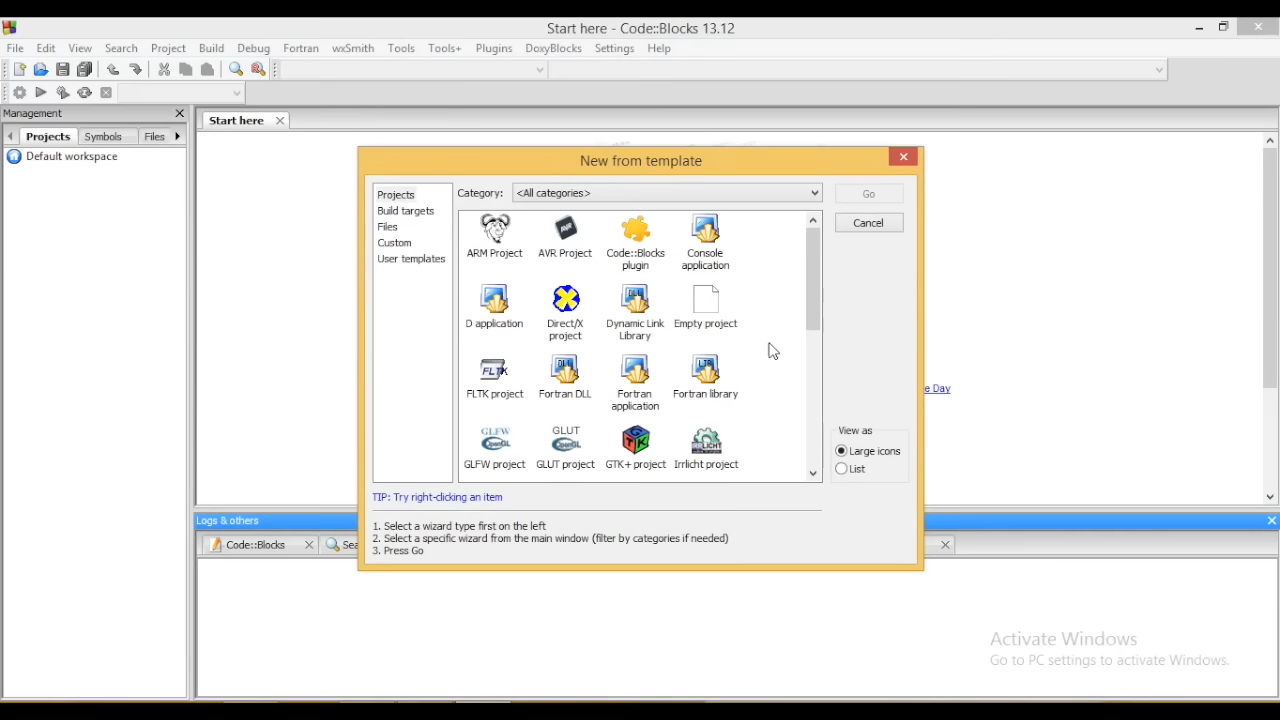 Start here - Code::Blocks 13.12
File Edit View Search Project Build Debug Fortran wxSmith Tools Tools+ Plugins DoxyBlocks Settings Help
Management
Projects Symbols Files
Default workspace
Start here
New from template
Projects
Build targets
Files
Custom
User templates
Category: <All categories>
Go
Cancel
ARM Project
AVR Project
Code::Blocks
plugin
Console
application
D application
Direct/X
project
Dynamic Link
Library
Empty project
FLTK project
Fortran DLL
Fortran
application
Fortran library
GLFW project
GLUT project
GTK+ project
Irrlicht project
View as
Large icons
List
TIP: Try right-clicking an item
1. Select a wizard type first on the left
2. Select a specific wizard from the main window (filter by categories if needed)
3. Press Go
e Day
Logs & others
Code::Blocks
Sea
Activate Windows
Go to PC settings to activate Windows.